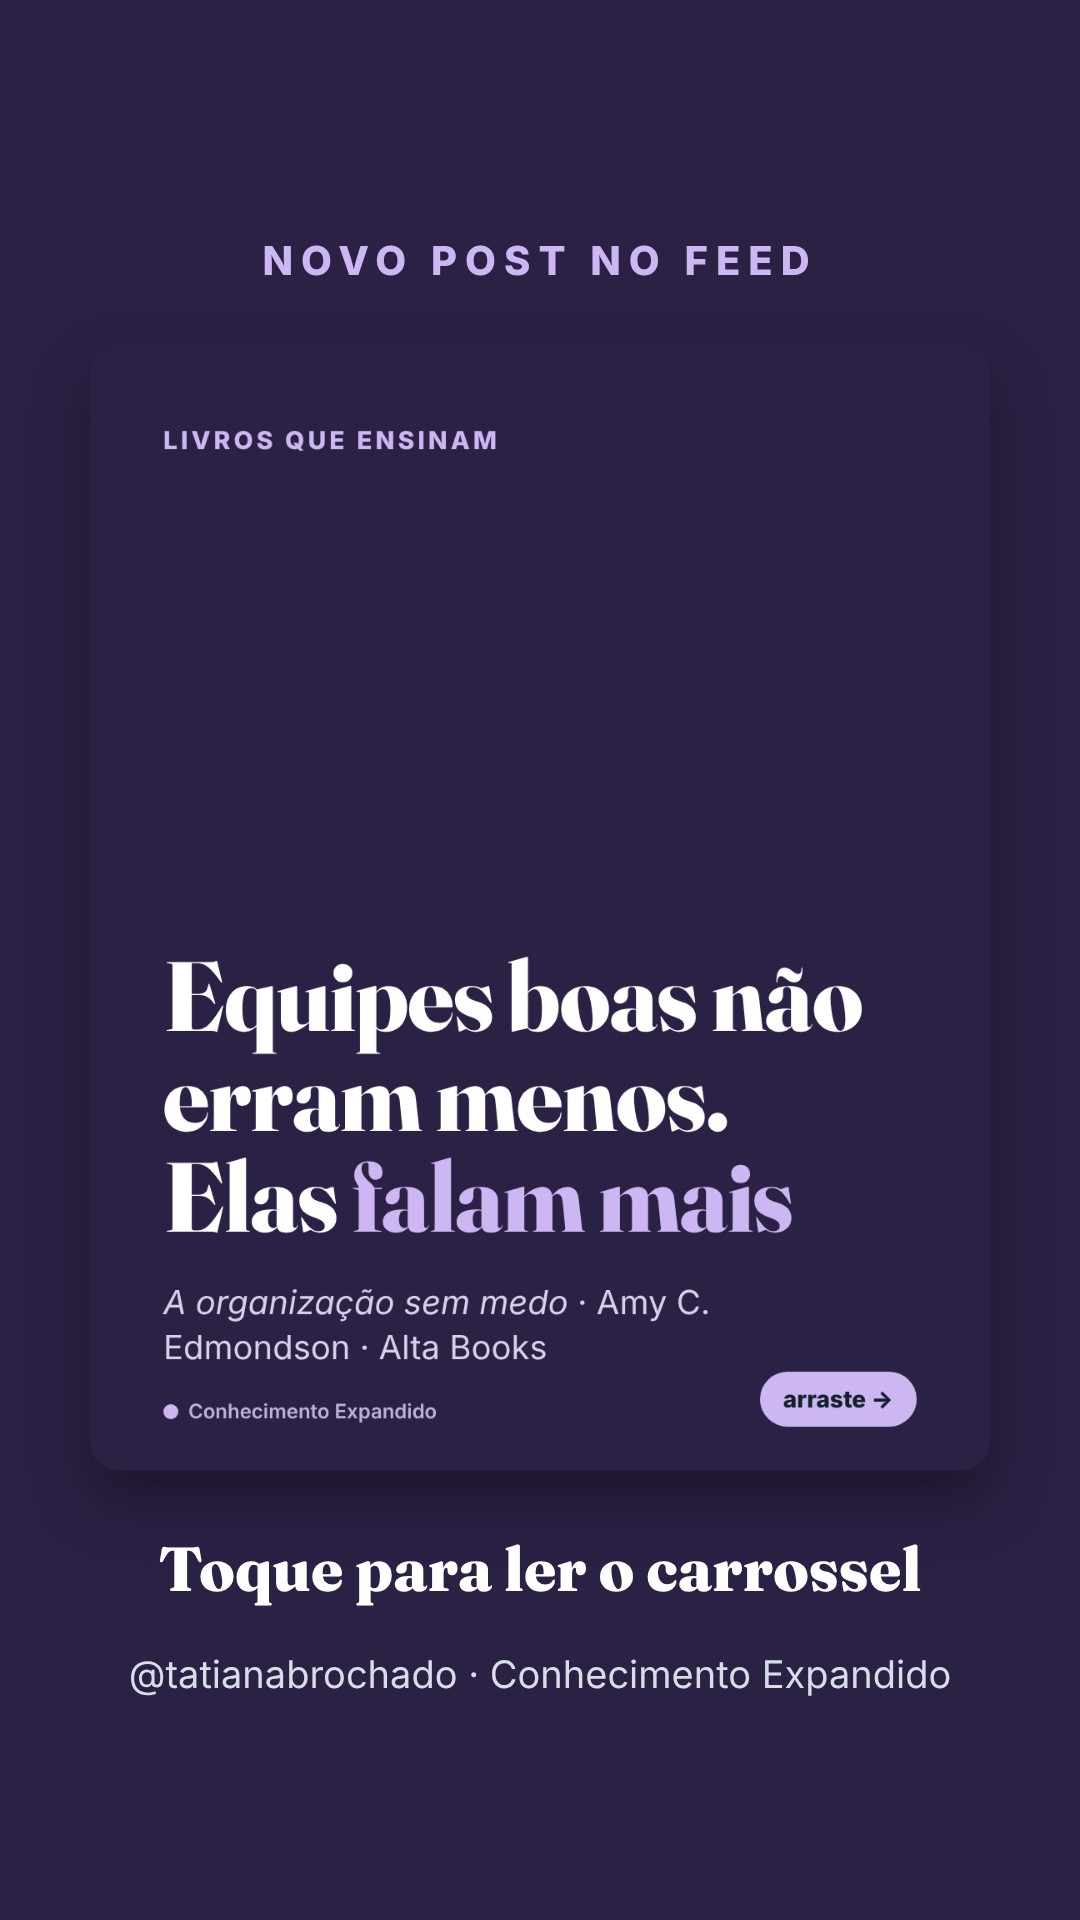 NOVO POST NO FEED
LIVROS QUE ENSINAM
Equipes boas não
erram menos.
Elas falam mais
A organização sem medo · Amy C.
Edmondson · Alta Books
Conhecimento Expandido
arraste →
Toque para ler o carrossel
@tatianabrochado · Conhecimento Expandido